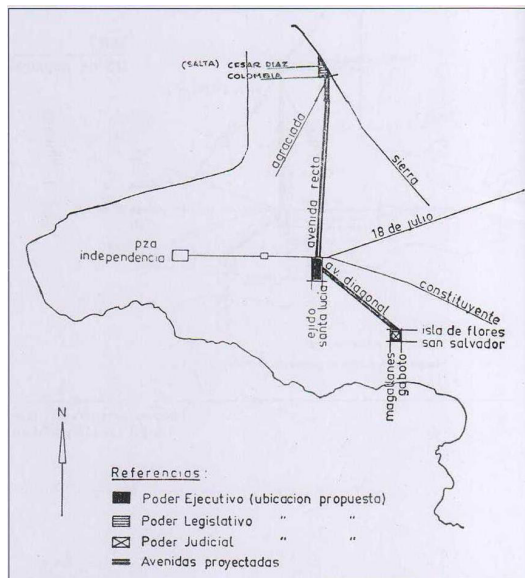 (SALTA) CESAR DIAZ
COLOMBIA
agraciada
avenida recta
sierra
18 de julio
pza
independencia
av. diagonal
constituyente
ejido
santa lucia
isla de flores
san salvador
magallanes
gaboto
N
Referencias:
Poder Ejecutivo (ubicacion propuesta)
Poder Legislativo " "
Poder Judicial " "
Avenidas proyectadas